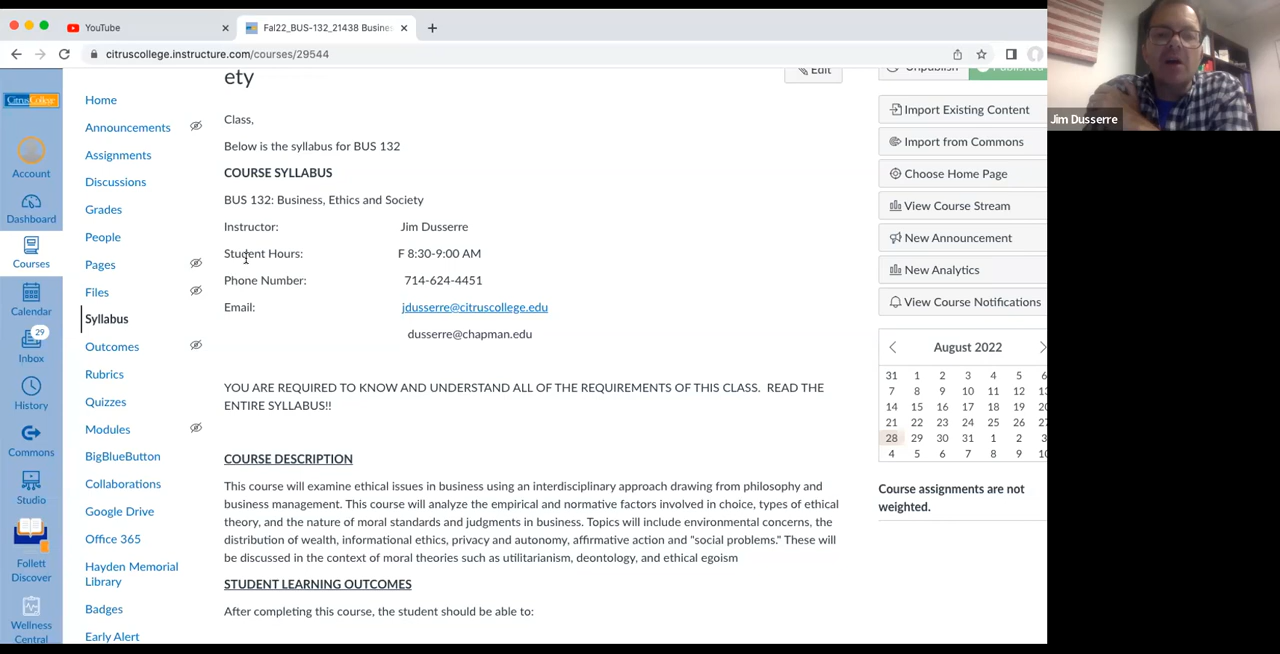 YouTube
Fal22_BUS-132_21438 Busine
citruscollege.instructure.com/courses/29544
CitrusCollege
Account
Dashboard
Courses
Calendar
29
Inbox
History
Commons
Studio
Follett
Discover
Wellness
Central
Home
Announcements
Assignments
Discussions
Grades
People
Pages
Files
Syllabus
Outcomes
Rubrics
Quizzes
Modules
BigBlueButton
Collaborations
Google Drive
Office 365
Hayden Memorial
Library
Badges
Early Alert
ety
Edit
Class,
Below is the syllabus for BUS 132
COURSE SYLLABUS
BUS 132: Business, Ethics and Society
Instructor: Jim Dusserre
Student Hours: F 8:30-9:00 AM
Phone Number: 714-624-4451
Email: jdusserre@citruscollege.edu
dusserre@chapman.edu
YOU ARE REQUIRED TO KNOW AND UNDERSTAND ALL OF THE REQUIREMENTS OF THIS CLASS. READ THE
ENTIRE SYLLABUS!!
COURSE DESCRIPTION
This course will examine ethical issues in business using an interdisciplinary approach drawing from philosophy and
business management. This course will analyze the empirical and normative factors involved in choice, types of ethical
theory, and the nature of moral standards and judgments in business. Topics will include environmental concerns, the
distribution of wealth, informational ethics, privacy and autonomy, affirmative action and "social problems." These will
be discussed in the context of moral theories such as utilitarianism, deontology, and ethical egoism
STUDENT LEARNING OUTCOMES
After completing this course, the student should be able to:
Unpublish Published
Import Existing Content
Import from Commons
Choose Home Page
View Course Stream
New Announcement
New Analytics
View Course Notifications
August 2022
31 1 2 3 4 5 6
7 8 9 10 11 12 13
14 15 16 17 18 19 20
21 22 23 24 25 26 27
28 29 30 31 1 2 3
4 5 6 7 8 9 10
Course assignments are not
weighted.
Jim Dusserre